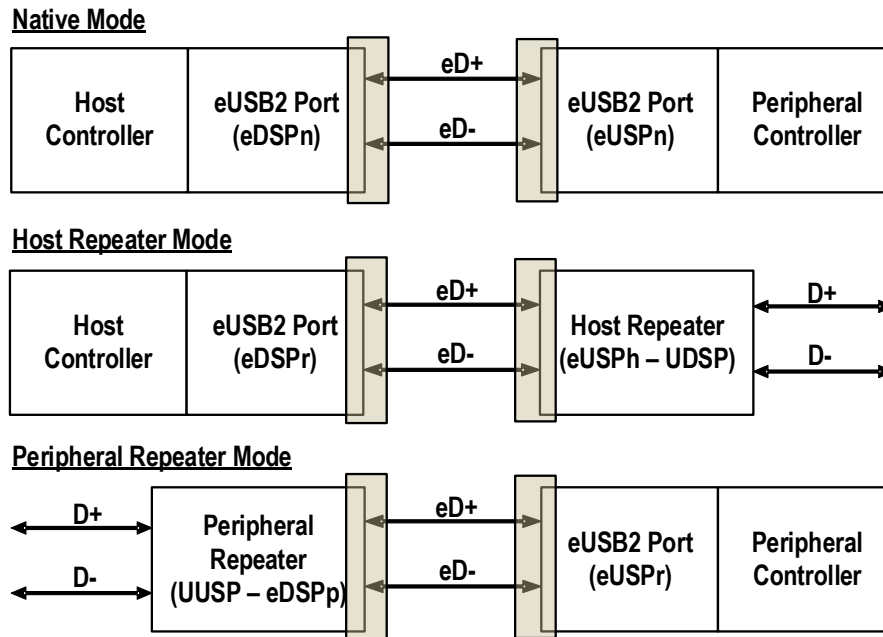 Native Mode
Host Controller
eUSB2 Port (eDSPn)
eD+
eD-
eUSB2 Port (eUSPn)
Peripheral Controller
Host Repeater Mode
Host Controller
eUSB2 Port (eDSPr)
eD+
eD-
Host Repeater (eUSPh – UDSP)
D+
D-
Peripheral Repeater Mode
D+
D-
Peripheral Repeater (UUSP – eDSPp)
eD+
eD-
eUSB2 Port (eUSPr)
Peripheral Controller